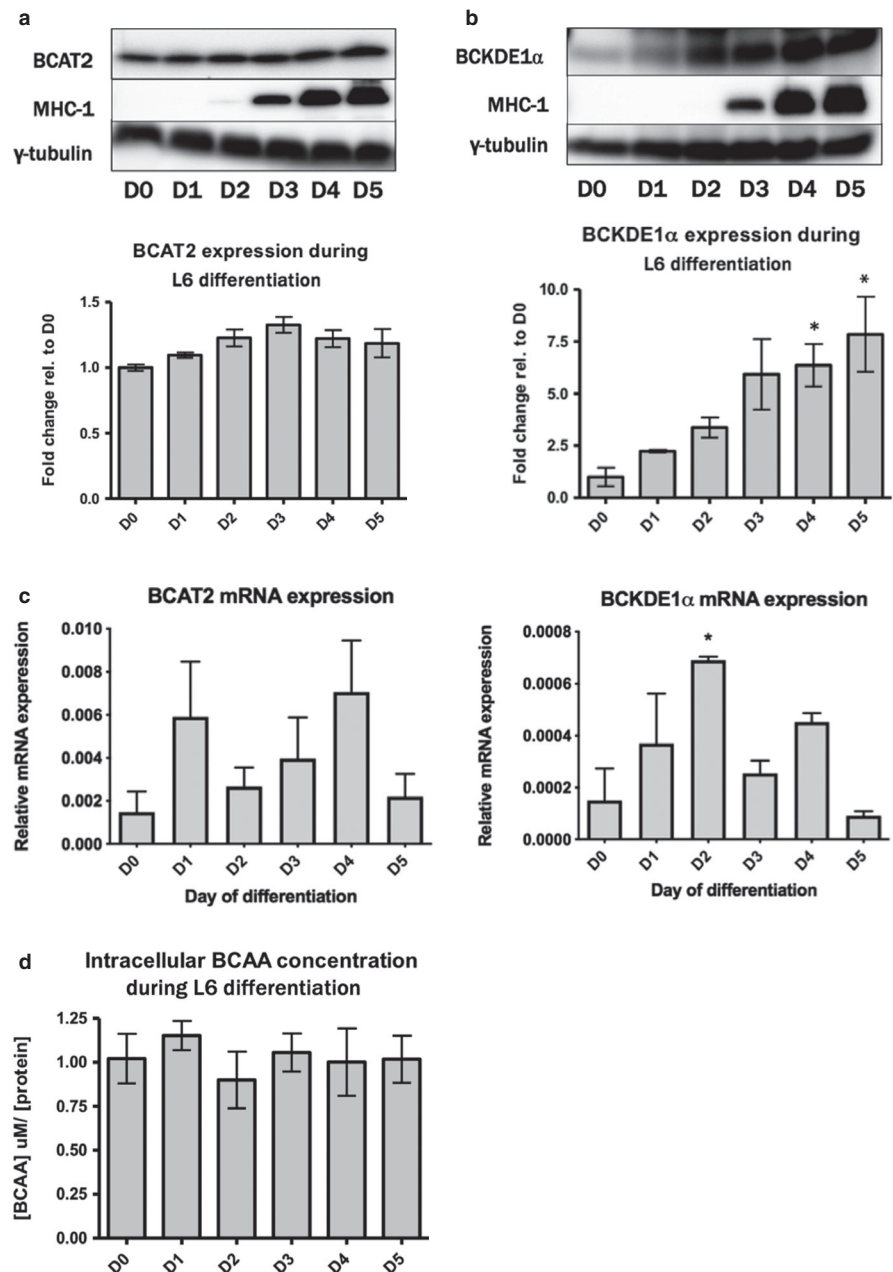 a
BCAT2
MHC-1
γ-tubulin
D0 D1 D2 D3 D4 D5
BCAT2 expression during
L6 differentiation
Fold change rel. to D0
1.5
1.0
0.5
0.0
D0 D1 D2 D3 D4 D5
b
BCKDE1α
MHC-1
γ-tubulin
D0 D1 D2 D3 D4 D5
BCKDE1α expression during
L6 differentiation
Fold change rel. to D0
10.0
7.5
5.0
2.5
0.0
* *
D0 D1 D2 D3 D4 D5
c
BCAT2 mRNA expression
Relative mRNA experession
0.010
0.008
0.006
0.004
0.002
0.000
D0 D1 D2 D3 D4 D5
Day of differentiation
BCKDE1α mRNA expression
Relative mRNA experession
0.0008
0.0006
0.0004
0.0002
0.0000
*
D0 D1 D2 D3 D4 D5
Day of differentiation
d
Intracellular BCAA concentration
during L6 differentiation
[BCAA] uM/ [protein]
1.25
1.00
0.75
0.50
0.25
0.00
D0 D1 D2 D3 D4 D5